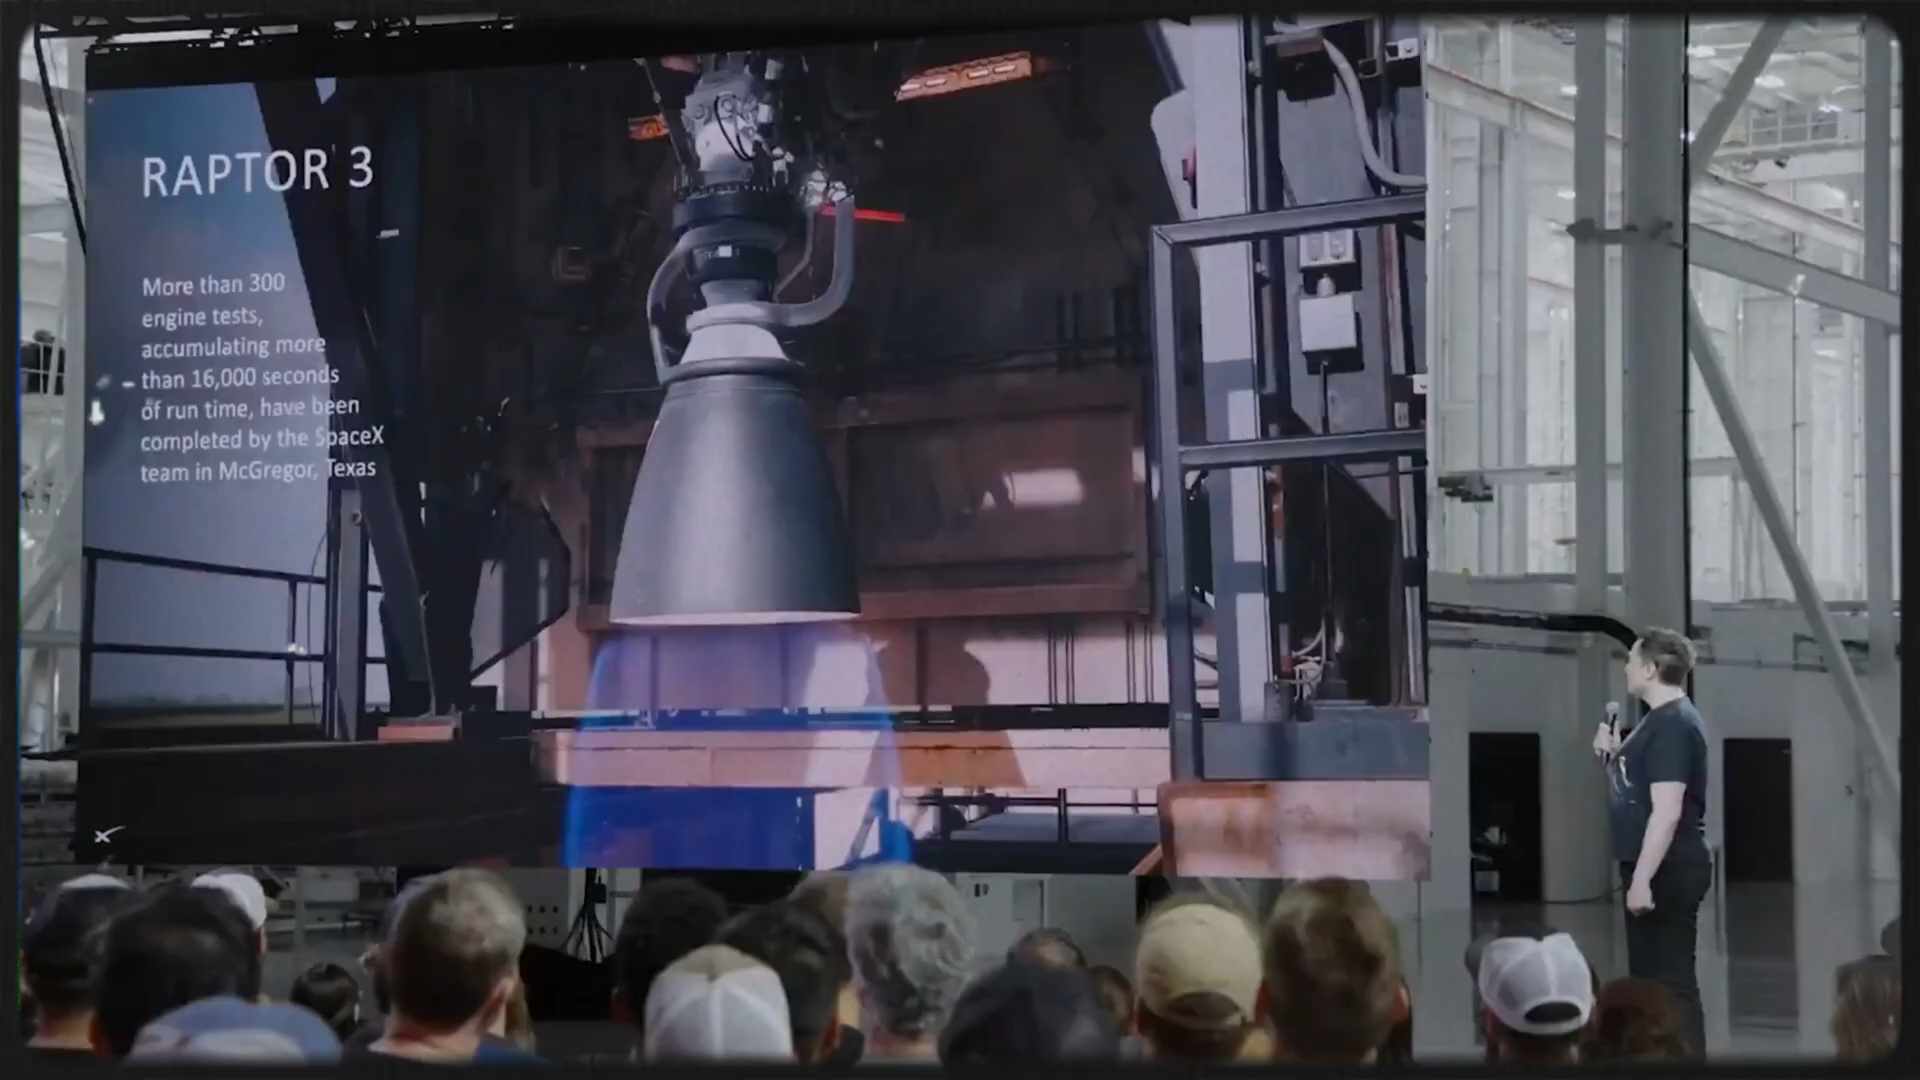 RAPTOR 3
More than 300
engine tests,
accumulating more
than 16,000 seconds
of run time, have been
completed by the SpaceX
team in McGregor, Texas